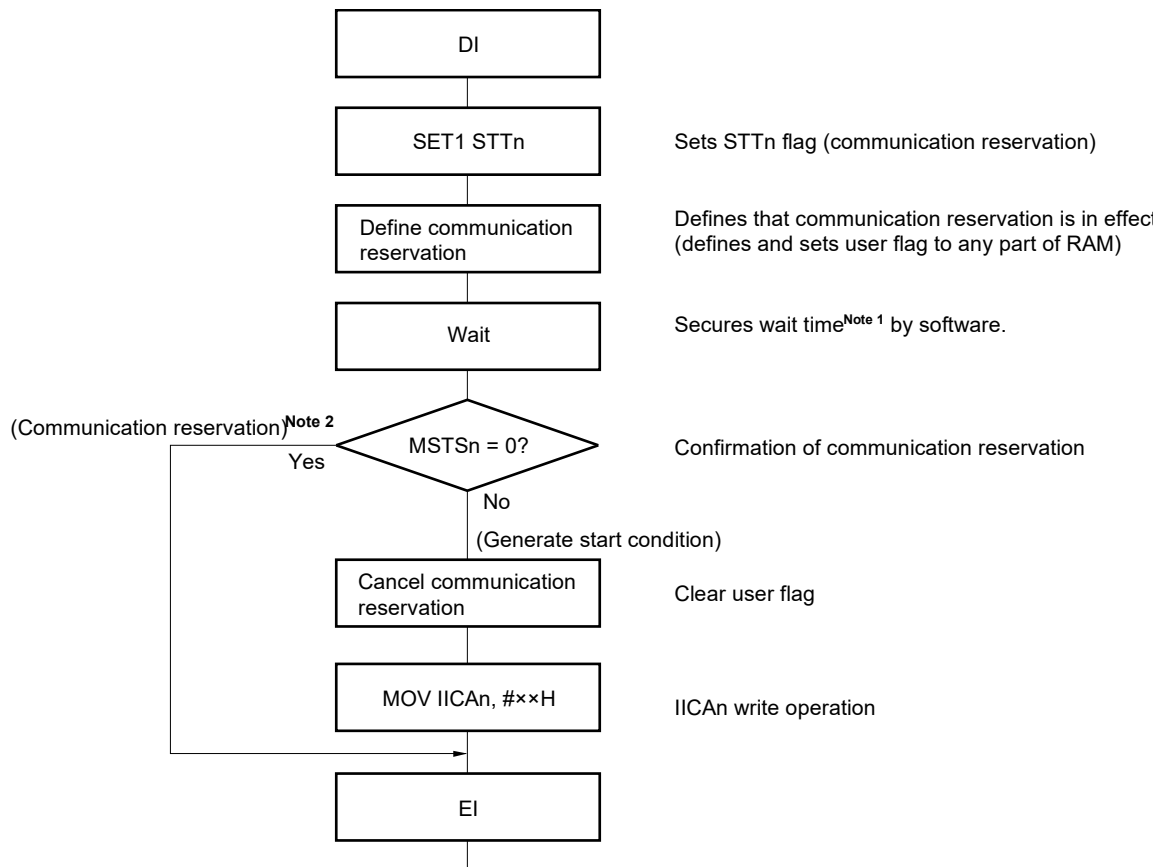 DI
SET1 STTn
Sets STTn flag (communication reservation)
Define communication
reservation
Defines that communication reservation is in effect
(defines and sets user flag to any part of RAM)
Wait
Secures wait timeNote 1 by software.
(Communication reservation)Note 2
MSTSn = 0?
Confirmation of communication reservation
Yes
No
(Generate start condition)
Cancel communication
reservation
Clear user flag
MOV IICAn, #××H
IICAn write operation
EI